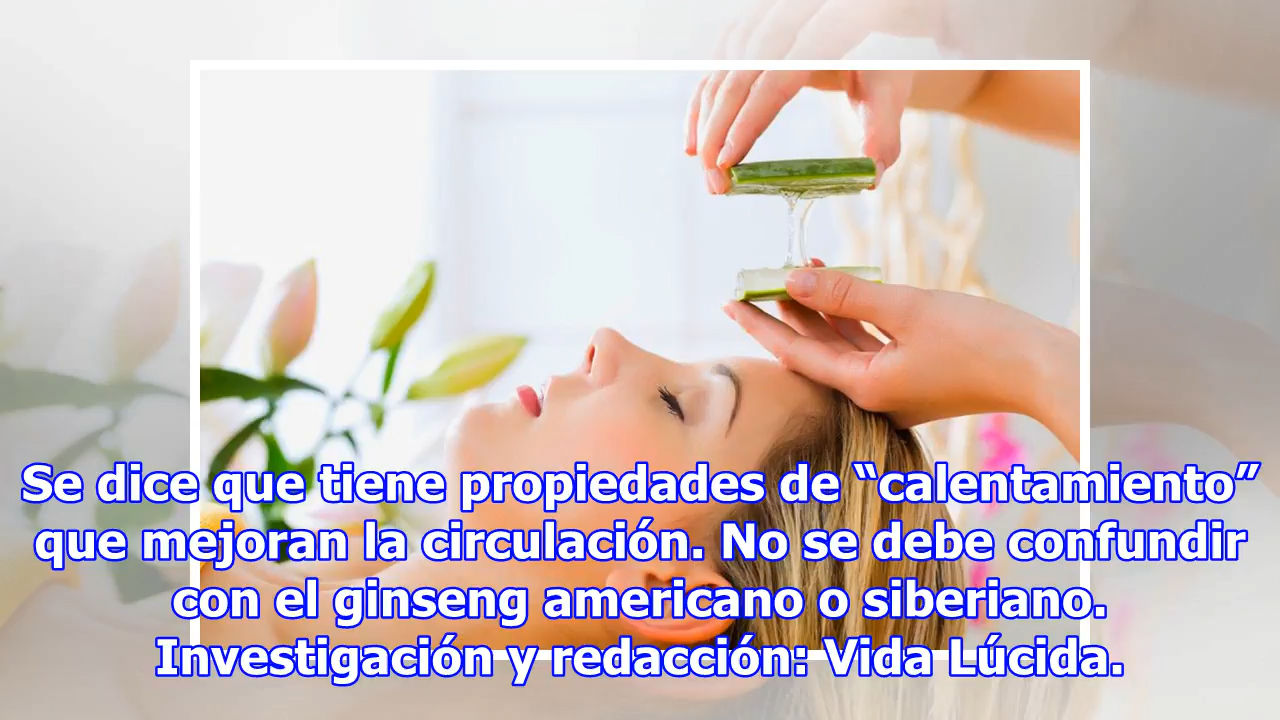 Se dice que tiene propiedades de “calentamiento”
que mejoran la circulación. No se debe confundir
con el ginseng americano o siberiano.
Investigación y redacción: Vida Lúcida.